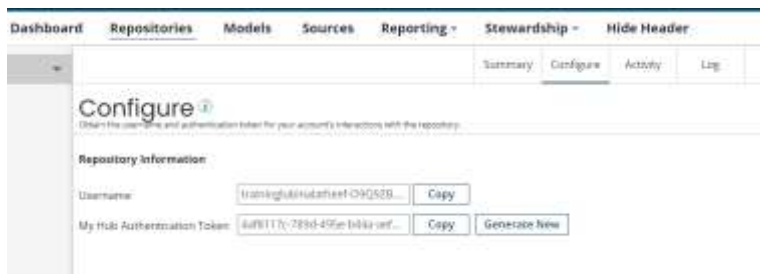 Dashboard Repositories Models Sources Reporting Stewardship Hide Header
Summary Configure Activity Log
Configure
Obtain the username and authentication token for your account's interactions with the repository.
Repository Information
Username Copy
My Hub Authentication Token Copy Generate New